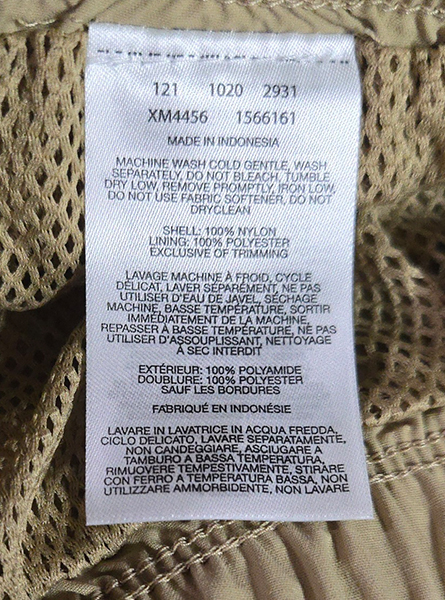 121 1020 2931
XM4456 1566161
MADE IN INDONESIA
MACHINE WASH COLD GENTLE, WASH
SEPARATELY, DO NOT BLEACH, TUMBLE
DRY LOW, REMOVE PROMPTLY, IRON LOW,
DO NOT USE FABRIC SOFTENER, DO NOT
DRYCLEAN
SHELL: 100% NYLON
LINING: 100% POLYESTER
EXCLUSIVE OF TRIMMING
LAVAGE MACHINE À FROID, CYCLE
DÉLICAT, LAVER SÉPARÉMENT, NE PAS
UTILISER D'EAU DE JAVEL, SÉCHAGE
MACHINE, BASSE TEMPÉRATURE, SORTIR
IMMÉDIATEMENT DE LA MACHINE,
REPASSER À BASSE TEMPÉRATURE, NE PAS
UTILISER D'ASSOUPLISSANT, NETTOYAGE
À SEC INTERDIT
EXTÉRIEUR: 100% POLYAMIDE
DOUBLURE: 100% POLYESTER
SAUF LES BORDURES
FABRIQUÉ EN INDONÉSIE
LAVARE IN LAVATRICE IN ACQUA FREDDA,
CICLO DELICATO, LAVARE SEPARATAMENTE,
NON CANDEGGIARE, ASCIUGARE A
TAMBURO A BASSA TEMPERATURA,
RIMUOVERE TEMPESTIVAMENTE, STIRARE
CON FERRO A TEMPERATURA BASSA, NON
UTILIZZARE AMMORBIDENTE, NON LAVARE